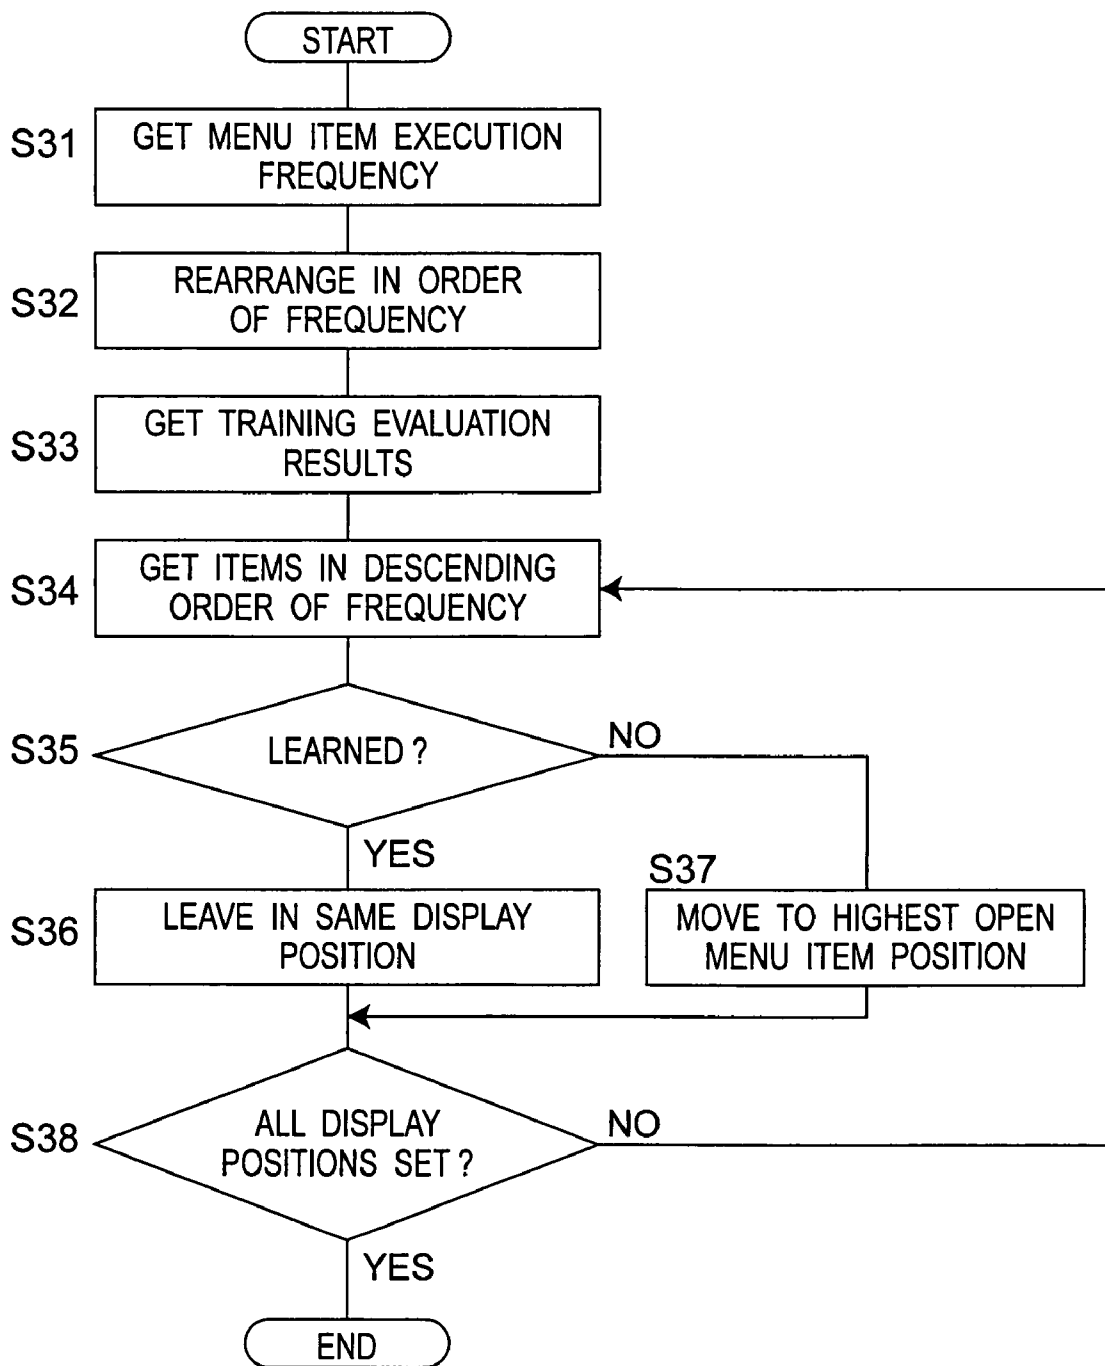 START
S31
GET MENU ITEM EXECUTION
FREQUENCY
S32
REARRANGE IN ORDER
OF FREQUENCY
S33
GET TRAINING EVALUATION
RESULTS
S34
GET ITEMS IN DESCENDING
ORDER OF FREQUENCY
S35
LEARNED ?
NO
YES
S36
LEAVE IN SAME DISPLAY
POSITION
S37
MOVE TO HIGHEST OPEN
MENU ITEM POSITION
S38
ALL DISPLAY
POSITIONS SET ?
NO
YES
END